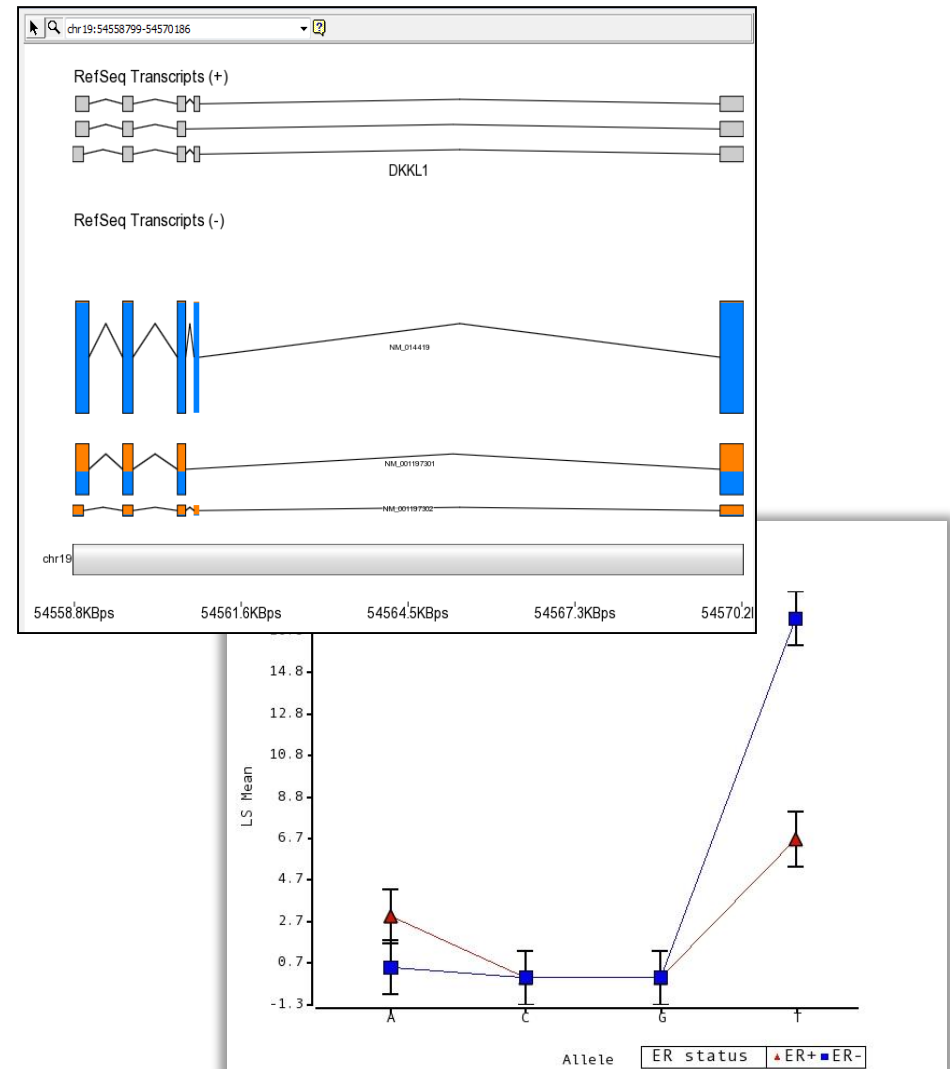 chr19:54558799-54570186
RefSeq Transcripts (+)
DKKL1
RefSeq Transcripts (-)
NM_014419
NM_001197301
NM_001197302
chr19
54558.8KBps 54561.6KBps 54564.5KBps 54567.3KBps 54570.2
14.8
12.8
10.8
8.8
6.7
4.7
2.7
0.7
-1.3
LS Mean
A C G T
Allele ER status ER+ ER-